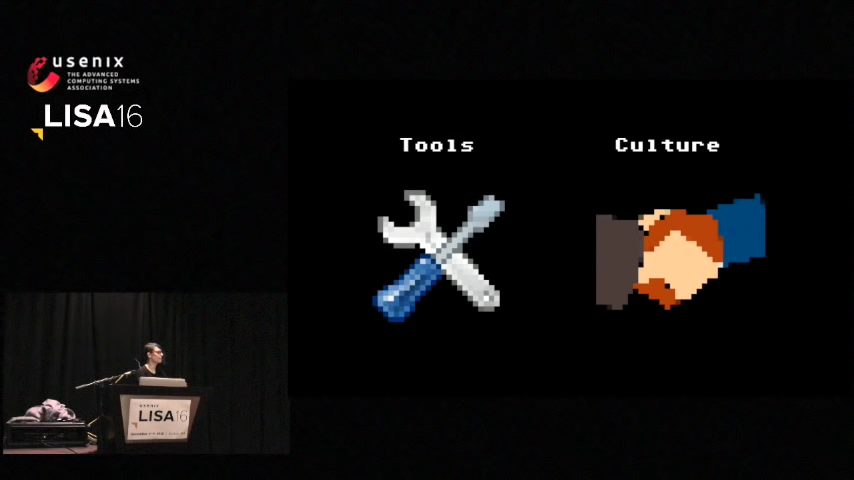 usenix
THE ADVANCED
COMPUTING SYSTEMS
ASSOCIATION
LISA16
Tools
Culture
USENIX
LISA16